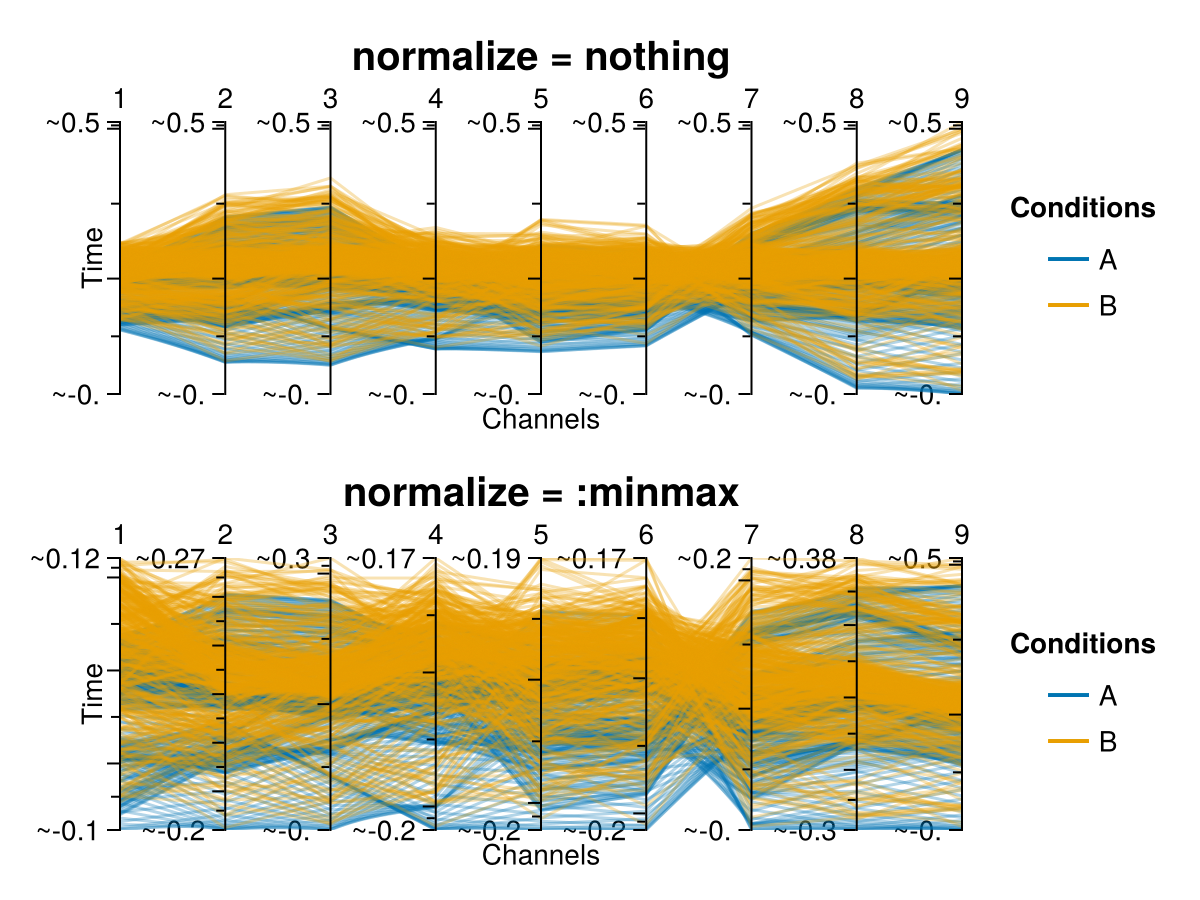 normalize = nothing
1 2 3 4 5 6 7 8 9
~0.5 ~0.5 ~0.5 ~0.5 ~0.5 ~0.5 ~0.5 ~0.5 ~0.5
Time
Conditions
A
B
~-0. ~-0. ~-0. ~-0. ~-0. ~-0. ~-0. ~-0. ~-0.
Channels
normalize = :minmax
1 2 3 4 5 6 7 8 9
~0.12 ~0.27 ~0.3 ~0.17 ~0.19 ~0.17 ~0.2 ~0.38 ~0.5
Time
Conditions
A
B
~-0.1 ~-0.2 ~-0. ~-0.2 ~-0.2 ~-0.2 ~-0. ~-0.3 ~-0.
Channels